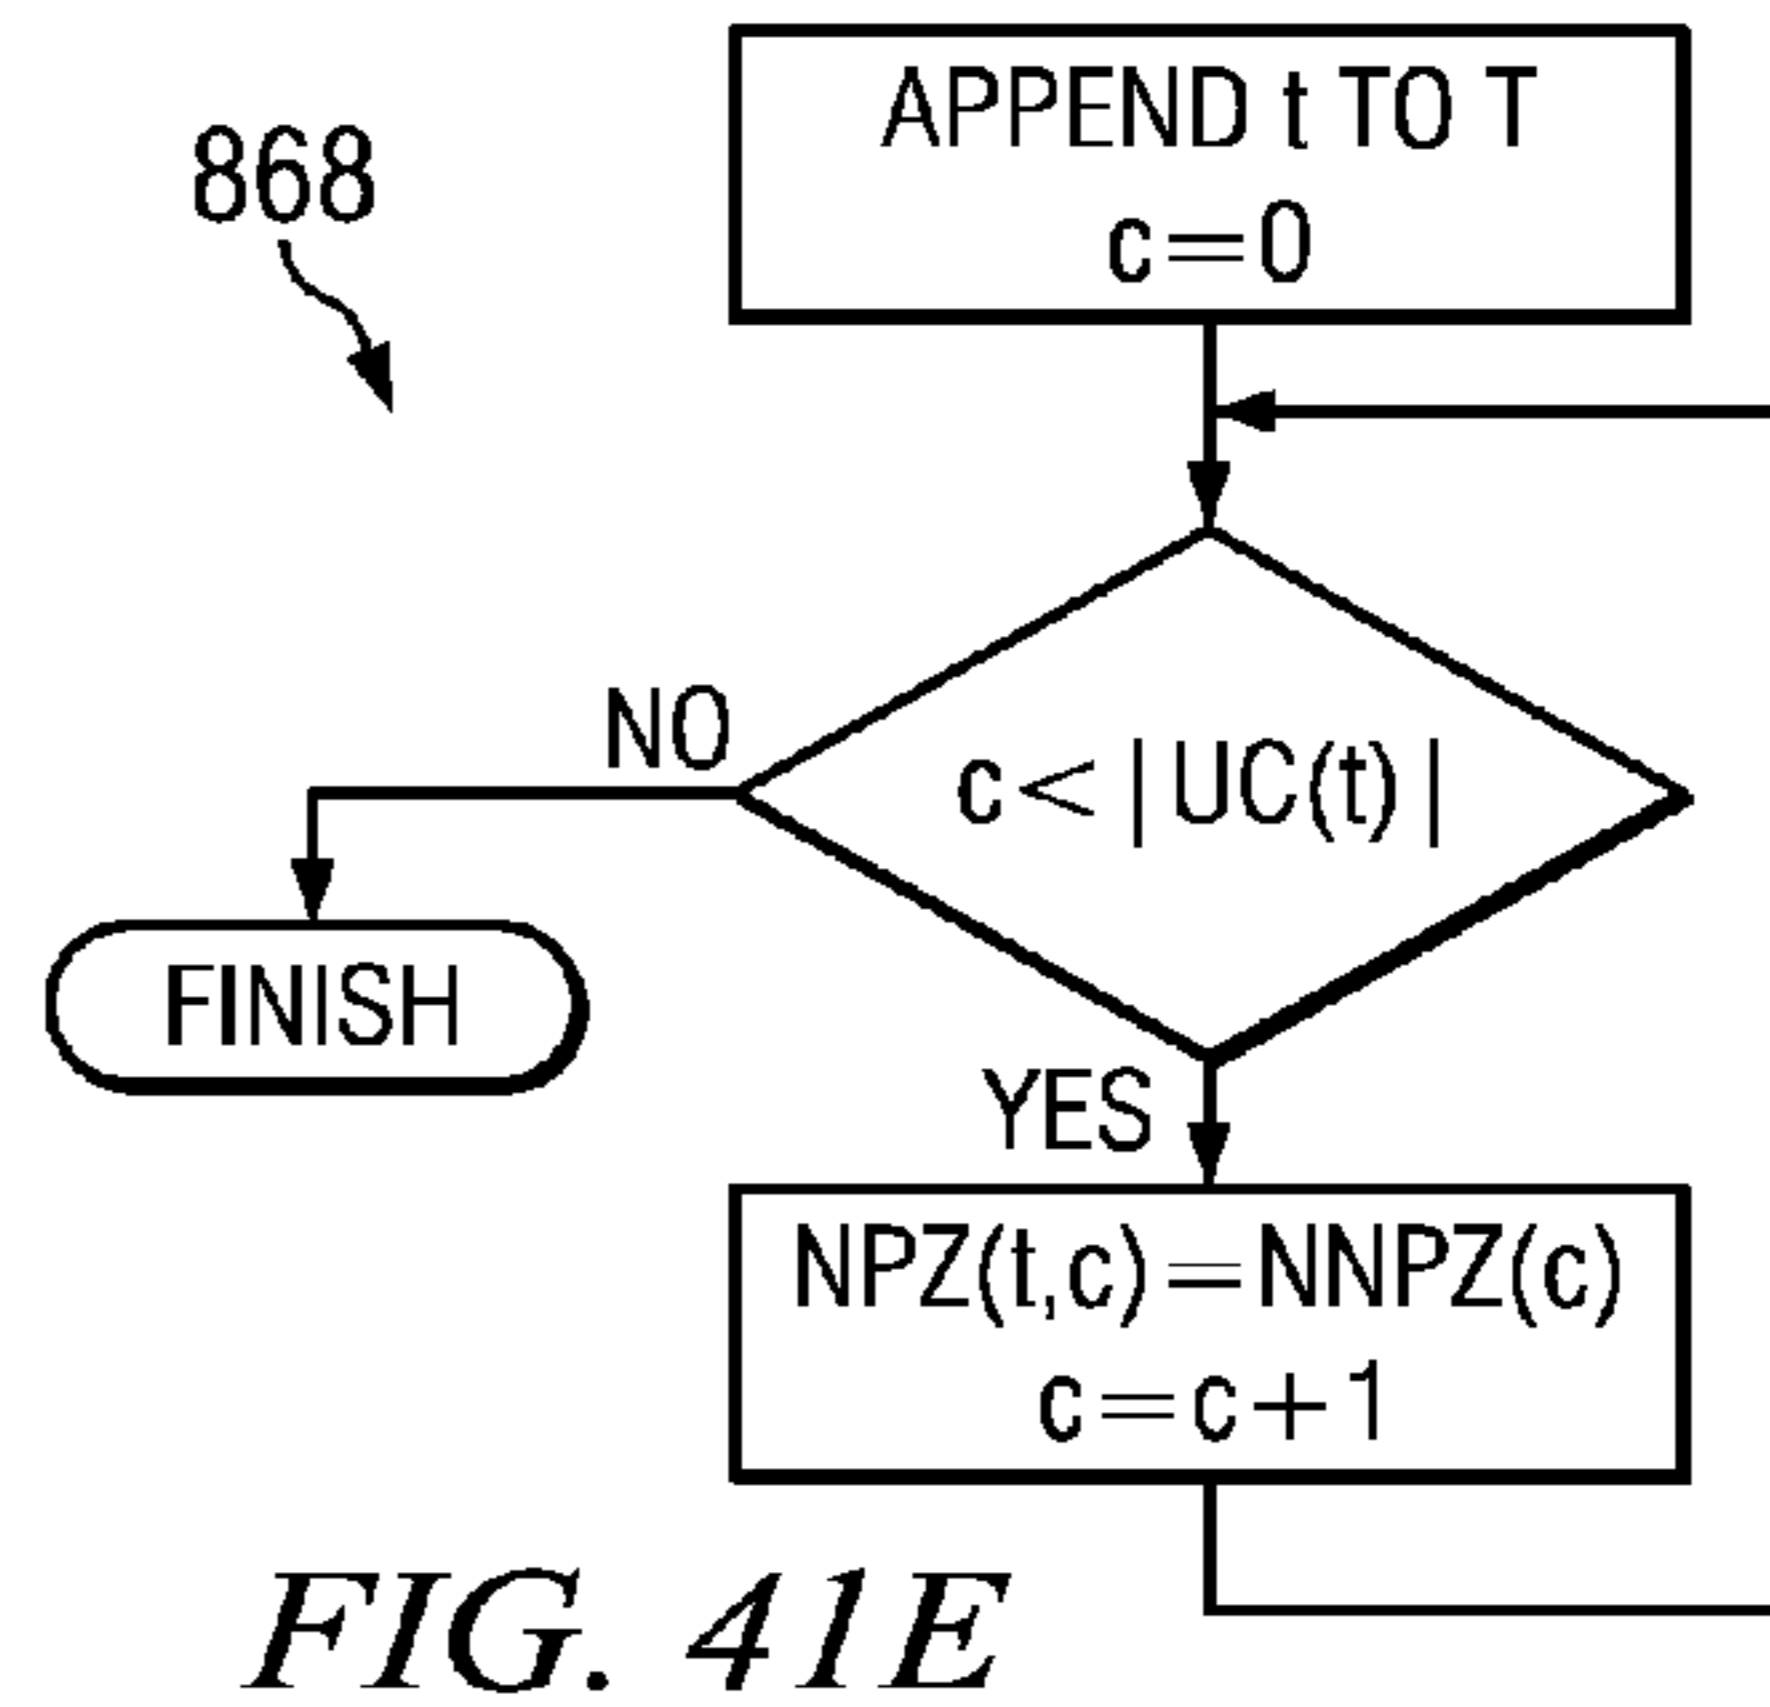 APPEND t TO T
c=0
868
NO
c<|UC(t)|
FINISH
YES
NPZ(t,c)=NNPZ(c)
c=c+1
FIG. 41E